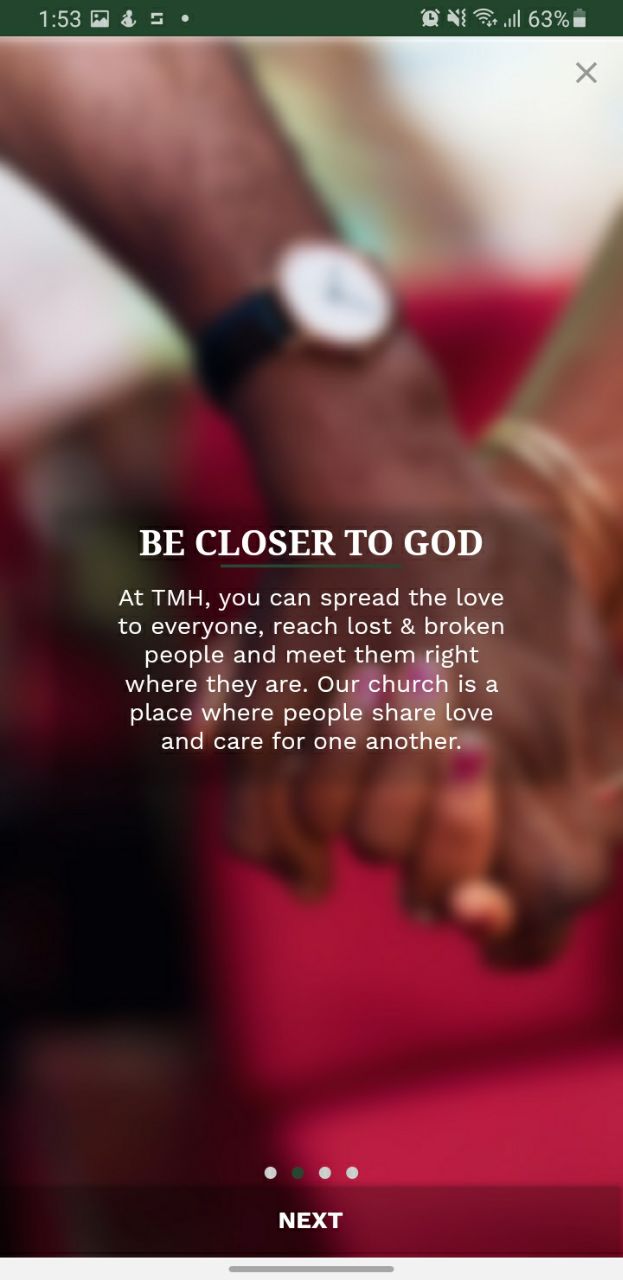 1:53 63%
BE CLOSER TO GOD
At TMH, you can spread the love
to everyone, reach lost & broken
people and meet them right
where they are. Our church is a
place where people share love
and care for one another.
NEXT